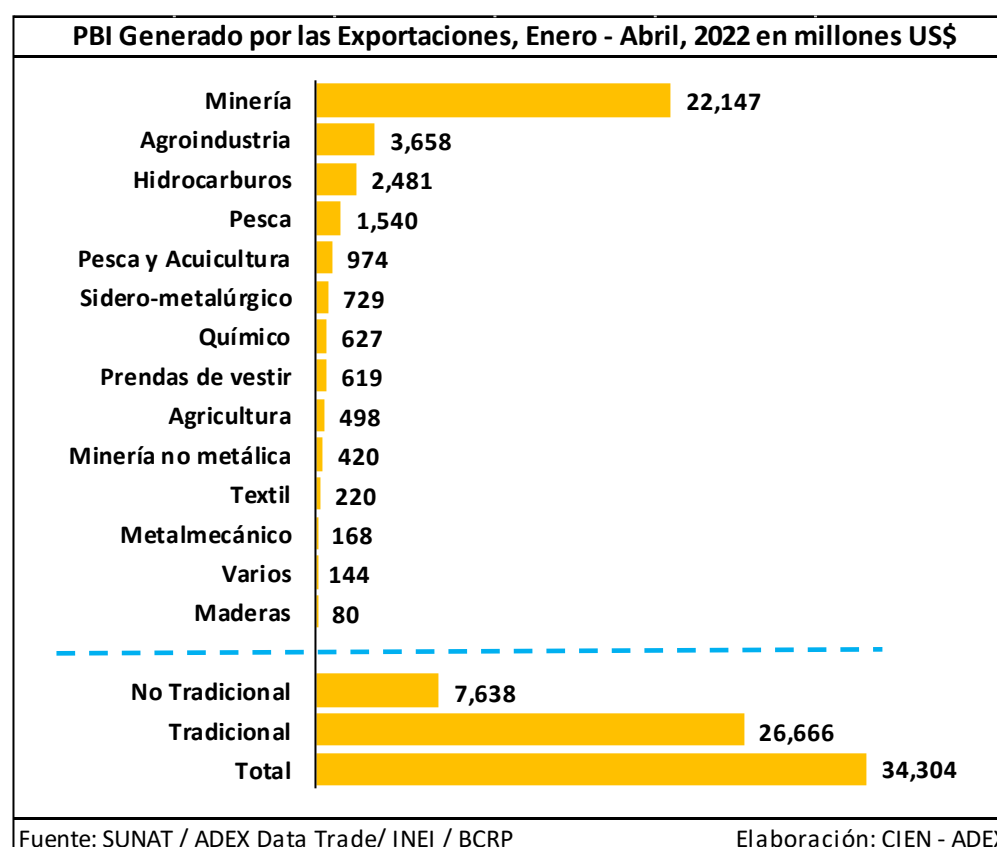 PBI Generado por las Exportaciones, Enero - Abril, 2022 en millones US$
Minería 22,147
Agroindustria 3,658
Hidrocarburos 2,481
Pesca 1,540
Pesca y Acuicultura 974
Sidero-metalúrgico 729
Químico 627
Prendas de vestir 619
Agricultura 498
Minería no metálica 420
Textil 220
Metalmecánico 168
Varios 144
Maderas 80
No Tradicional 7,638
Tradicional 26,666
Total 34,304
Fuente: SUNAT / ADEX Data Trade/ INEI / BCRP Elaboración: CIEN - ADEX